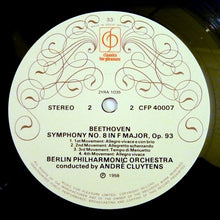 33
classics
for pleasure
2YRA 1035
STEREO 2 2 CFP 40007
BEETHOVEN
SYMPHONY NO. 8 IN F MAJOR, Op. 93
1. 1st Movement: Allegro vivace e con brio
2. 2nd Movement: Allegretto scherzando
3. 3rd Movement: Tempo di Menuetto
4. 4th Movement: Allegro vivace
BERLIN PHILHARMONIC ORCHESTRA
conducted by ANDRÉ CLUYTENS